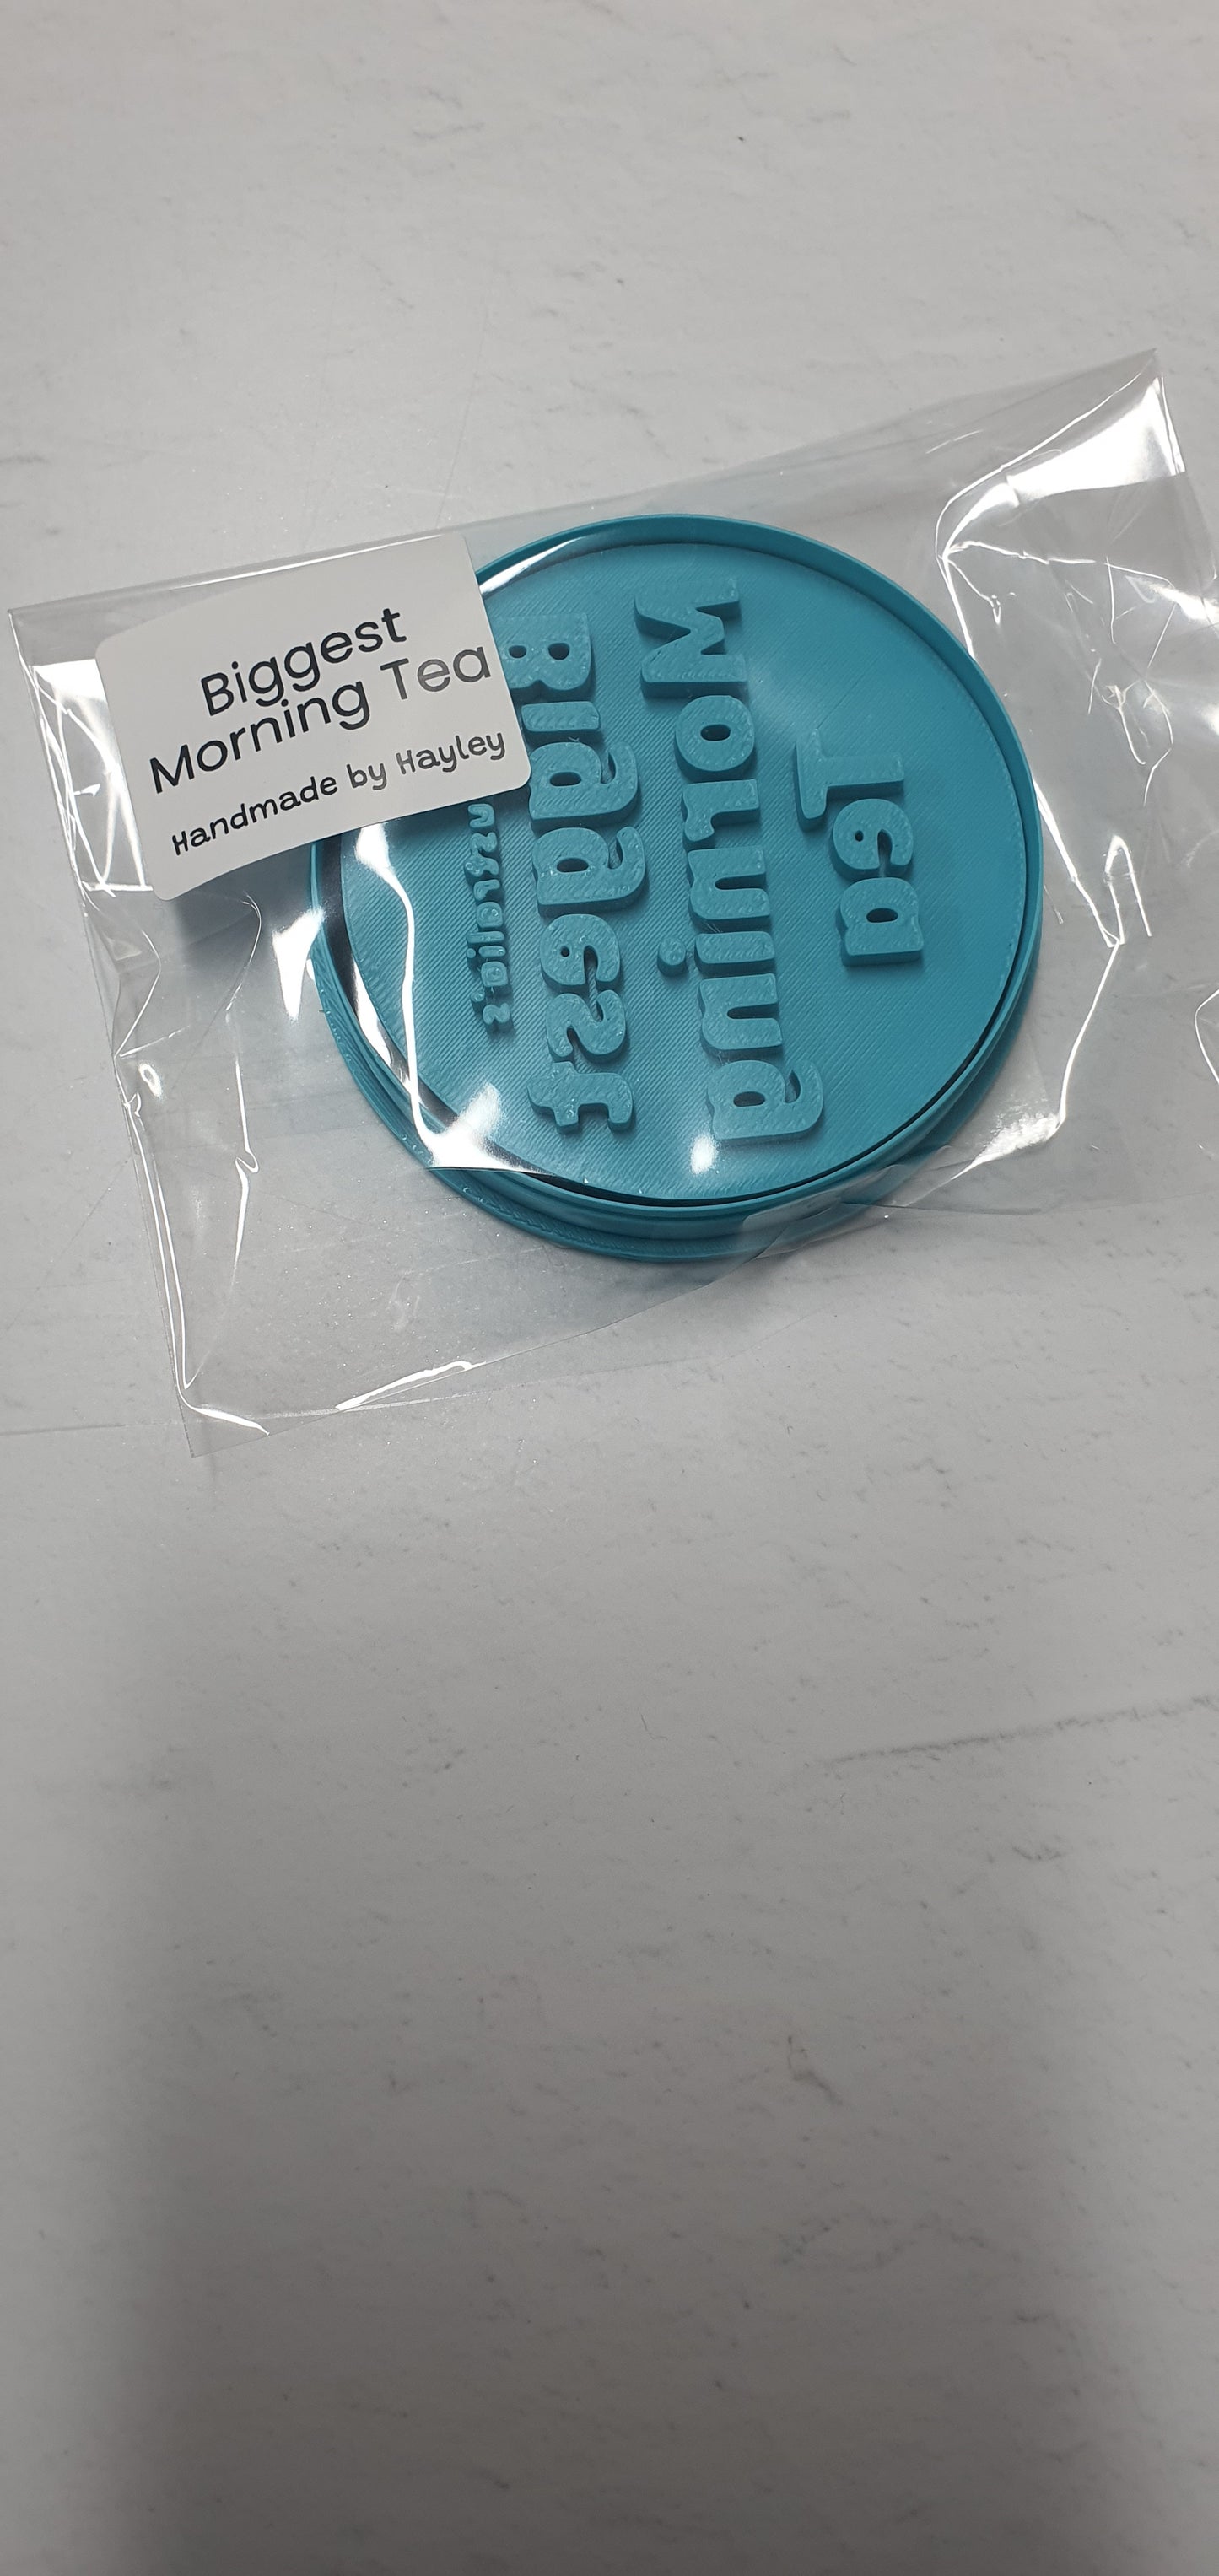 Biggest
Morning Tea
Handmade by Hayley
Biggest
Morning
Tea